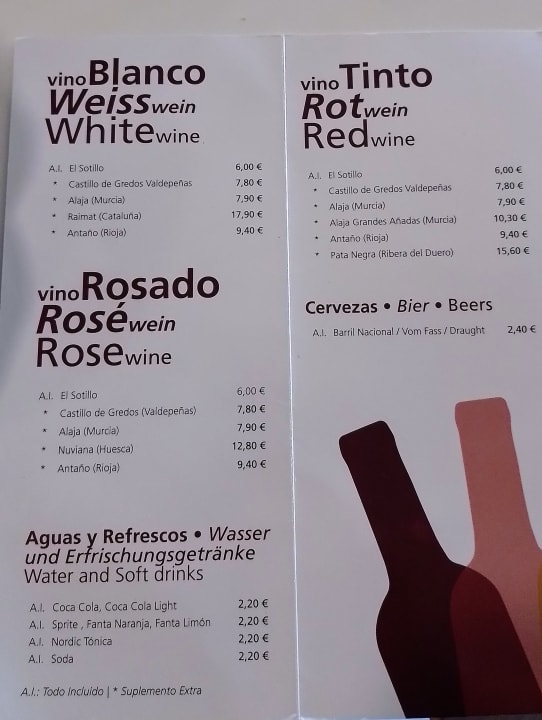 vino Blanco
Weisswein
Whitewine
A.I. El Sotillo 6,00 €
* Castillo de Gredos Valdepeñas 7,80 €
* Alaja (Murcia) 7,90 €
* Raimat (Cataluña) 17,90 €
* Antaño (Rioja) 9,40 €
vino Rosado
Roséwein
Rosewine
A.I. El Sotillo 6,00 €
* Castillo de Gredos (Valdepeñas) 7,80 €
* Alaja (Murcia) 7,90 €
* Nuviana (Huesca) 12,80 €
* Antaño (Rioja) 9,40 €
Aguas y Refrescos • Wasser
und Erfrischungsgetränke
Water and Soft drinks
A.I. Coca Cola, Coca Cola Light 2,20 €
A.I. Sprite , Fanta Naranja, Fanta Limón 2,20 €
A.I. Nordic Tónica 2,20 €
A.I. Soda 2,20 €
A.I.: Todo Incluido | * Suplemento Extra
vino Tinto
Rotwein
Redwine
A.I. El Sotillo 6,00 €
* Castillo de Gredos Valdepeñas 7,80 €
* Alaja (Murcia) 7,90 €
* Alaja Grandes Añadas (Murcia) 10,30 €
* Antaño (Rioja) 9,40 €
* Pata Negra (Ribera del Duero) 15,60 €
Cervezas • Bier • Beers
A.I. Barril Nacional / Vom Fass / Draught 2,40 €